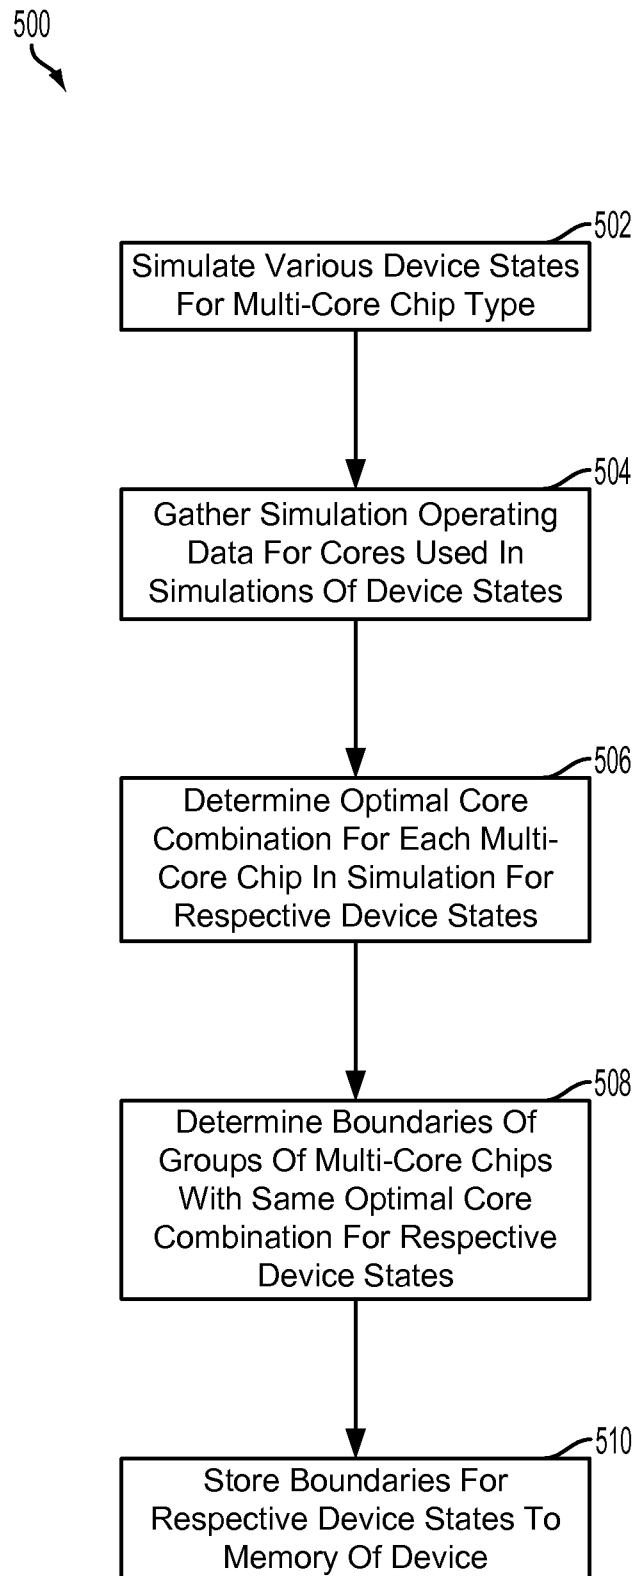 500
502
Simulate Various Device States
For Multi-Core Chip Type
504
Gather Simulation Operating
Data For Cores Used In
Simulations Of Device States
506
Determine Optimal Core
Combination For Each Multi-
Core Chip In Simulation For
Respective Device States
508
Determine Boundaries Of
Groups Of Multi-Core Chips
With Same Optimal Core
Combination For Respective
Device States
510
Store Boundaries For
Respective Device States To
Memory Of Device